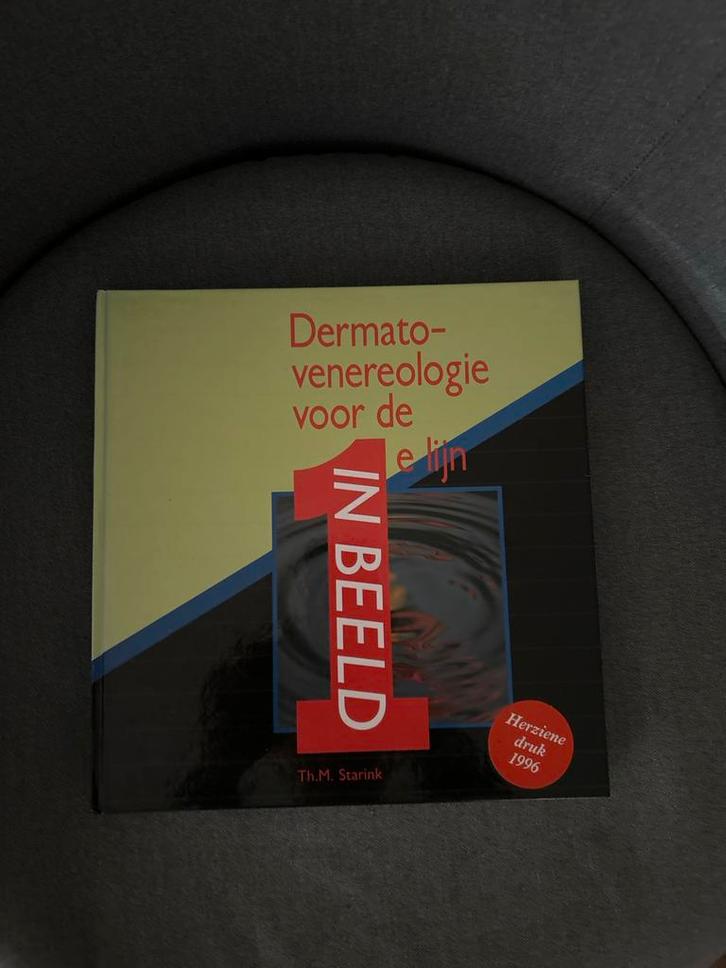 Dermato-
venereologie
voor de
1e lijn
IN BEELD
Th.M. Starink
Herziene
druk
1996